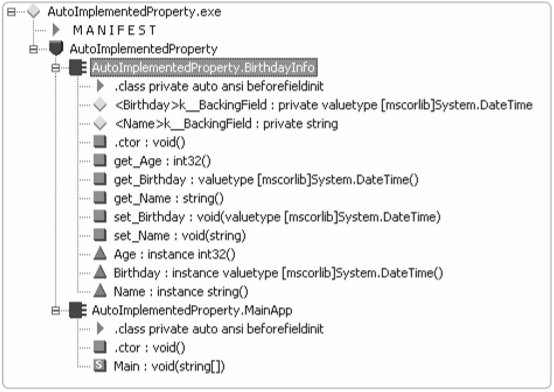 AutoImplementedProperty.exe
MANIFEST
AutoImplementedProperty
AutoImplementedProperty.BirthdayInfo
.class private auto ansi beforefieldinit
<Birthday>k__BackingField : private valuetype [mscorlib]System.DateTime
<Name>k__BackingField : private string
.ctor : void()
get_Age : int32()
get_Birthday : valuetype [mscorlib]System.DateTime()
get_Name : string()
set_Birthday : void(valuetype [mscorlib]System.DateTime)
set_Name : void(string)
Age : instance int32()
Birthday : instance valuetype [mscorlib]System.DateTime()
Name : instance string()
AutoImplementedProperty.MainApp
.class private auto ansi beforefieldinit
.ctor : void()
S Main : void(string[])